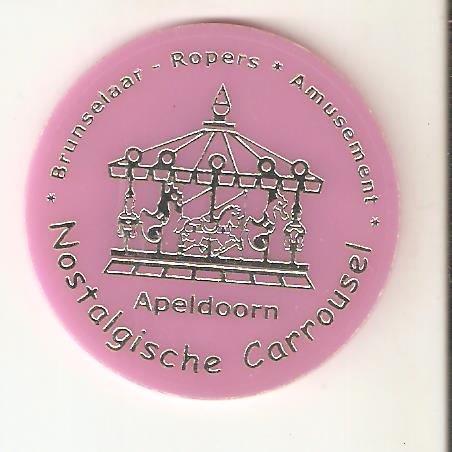 * Brunselaar - Ropers * Amusement *
Apeldoorn
Nostalgische Carrousel